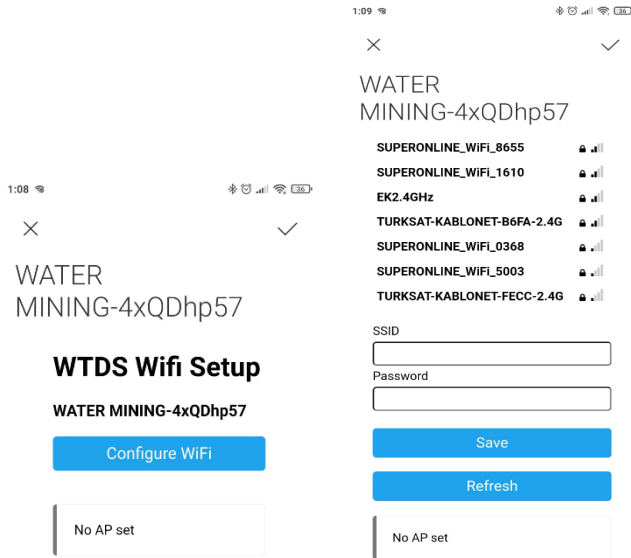 1:08
36
WATER
MINING-4xQDhp57
WTDS Wifi Setup
WATER MINING-4xQDhp57
Configure WiFi
No AP set
1:09
36
WATER
MINING-4xQDhp57
SUPERONLINE_WiFi_8655
SUPERONLINE_WiFi_1610
EK2.4GHz
TURKSAT-KABLONET-B6FA-2.4G
SUPERONLINE_WiFi_0368
SUPERONLINE_WiFi_5003
TURKSAT-KABLONET-FECC-2.4G
SSID
Password
Save
Refresh
No AP set